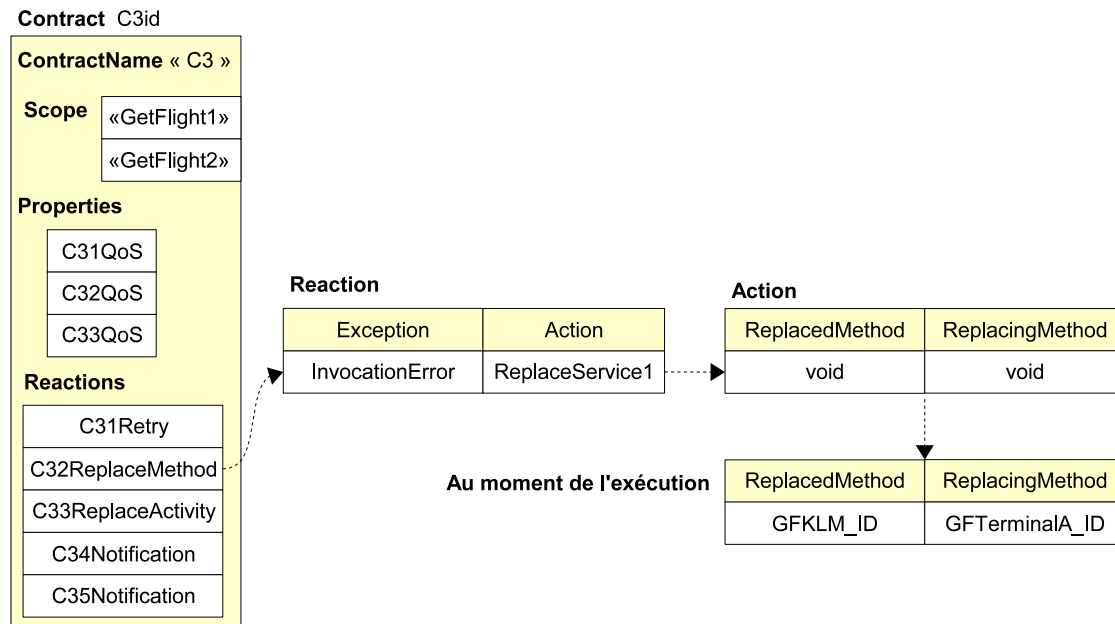 Contract C3id
ContractName « C3 »
Scope
«GetFlight1»
«GetFlight2»
Properties
C31QoS
C32QoS
C33QoS
Reactions
C31Retry
C32ReplaceMethod
C33ReplaceActivity
C34Notification
C35Notification
Reaction
Exception Action
InvocationError ReplaceService1
Action
ReplacedMethod ReplacingMethod
void void
Au moment de l'exécution
ReplacedMethod ReplacingMethod
GFKLM_ID GFTerminalA_ID